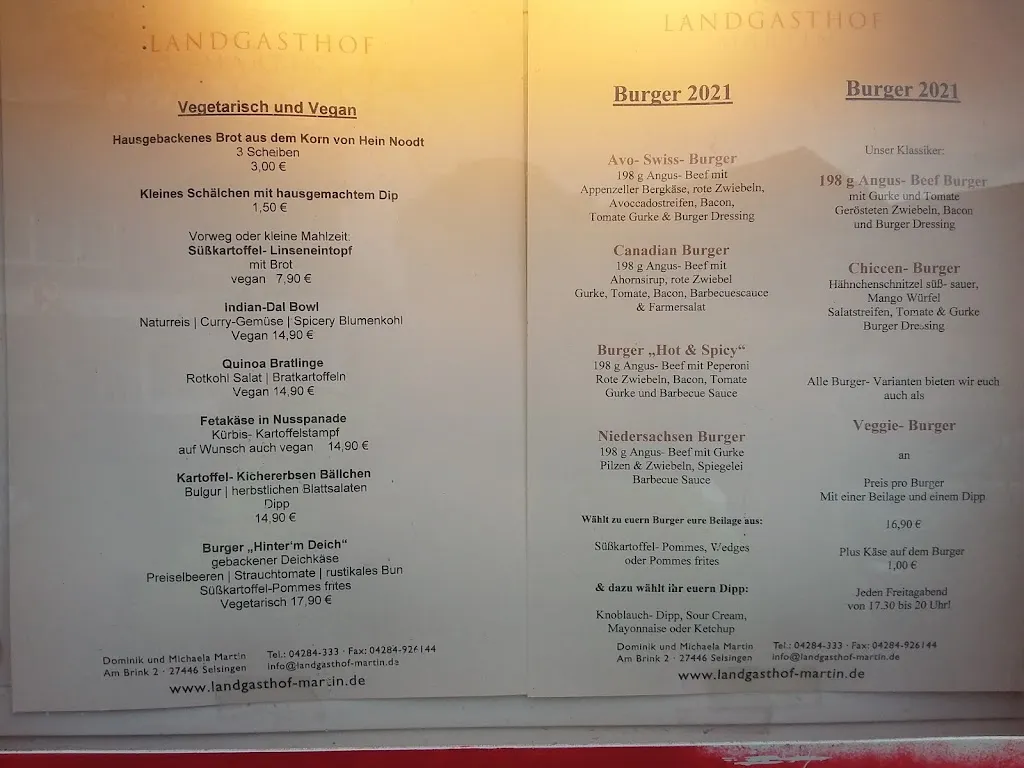 LANDGASTHOF
Vegetarisch und Vegan
Hausgebackenes Brot aus dem Korn von Hein Noodt
3 Scheiben
3,00 €
Kleines Schälchen mit hausgemachtem Dip
1,50 €
Vorweg oder kleine Mahlzeit:
Süßkartoffel- Linseneintopf
mit Brot
vegan 7,90 €
Indian-Dal Bowl
Naturreis | Curry-Gemüse | Spicery Blumenkohl
Vegan 14,90 €
Quinoa Bratlinge
Rotkohl Salat | Bratkartoffeln
Vegan 14,90 €
Fetakäse in Nusspanade
Kürbis- Kartoffelstampf
auf Wunsch auch vegan 14,90 €
Kartoffel- Kichererbsen Bällchen
Bulgur | herbstlichen Blattsalaten
Dipp
14,90 €
Burger „Hinter'm Deich“
gebackener Deichkäse
Preiselbeeren | Strauchtomate | rustikales Bun
Süßkartoffel-Pommes frites
Vegetarisch 17,90 €
Dominik und Michaela Martin Tel.: 04284-333 · Fax: 04284-926144
Am Brink 2 · 27446 Selsingen info@landgasthof-martin.de
www.landgasthof-martin.de
LANDGASTHOF
Burger 2021
Avo- Swiss- Burger
198 g Angus- Beef mit
Appenzeller Bergkäse, rote Zwiebeln,
Avoccadostreifen, Bacon,
Tomate Gurke & Burger Dressing
Canadian Burger
198 g Angus- Beef mit
Ahornsirup, rote Zwiebel
Gurke, Tomate, Bacon, Barbecuesauce
& Farmersalat
Burger „Hot & Spicy“
198 g Angus- Beef mit Peperoni
Rote Zwiebeln, Bacon, Tomate
Gurke und Barbecue Sauce
Niedersachsen Burger
198 g Angus- Beef mit Gurke
Pilzen & Zwiebeln, Spiegelei
Barbecue Sauce
Wählt zu euern Burger eure Beilage aus:
Süßkartoffel- Pommes, Wedges
oder Pommes frites
& dazu wählt ihr euern Dipp:
Knoblauch- Dipp, Sour Cream,
Mayonnaise oder Ketchup
Burger 2021
Unser Klassiker:
198 g Angus- Beef Burger
mit Gurke und Tomate
Gerösteten Zwiebeln, Bacon
und Burger Dressing
Chiccen- Burger
Hähnchenschnitzel süß- sauer,
Mango Würfel
Salatstreifen, Tomate & Gurke
Burger Dressing
Alle Burger- Varianten bieten wir euch
auch als
Veggie- Burger
an
Preis pro Burger
Mit einer Beilage und einem Dipp
16,90 €
Plus Käse auf dem Burger
1,00 €
Jeden Freitagabend
von 17.30 bis 20 Uhr!
Dominik und Michaela Martin Tel.: 04284-333 · Fax: 04284-926144
Am Brink 2 · 27446 Selsingen info@landgasthof-martin.de
www.landgasthof-martin.de